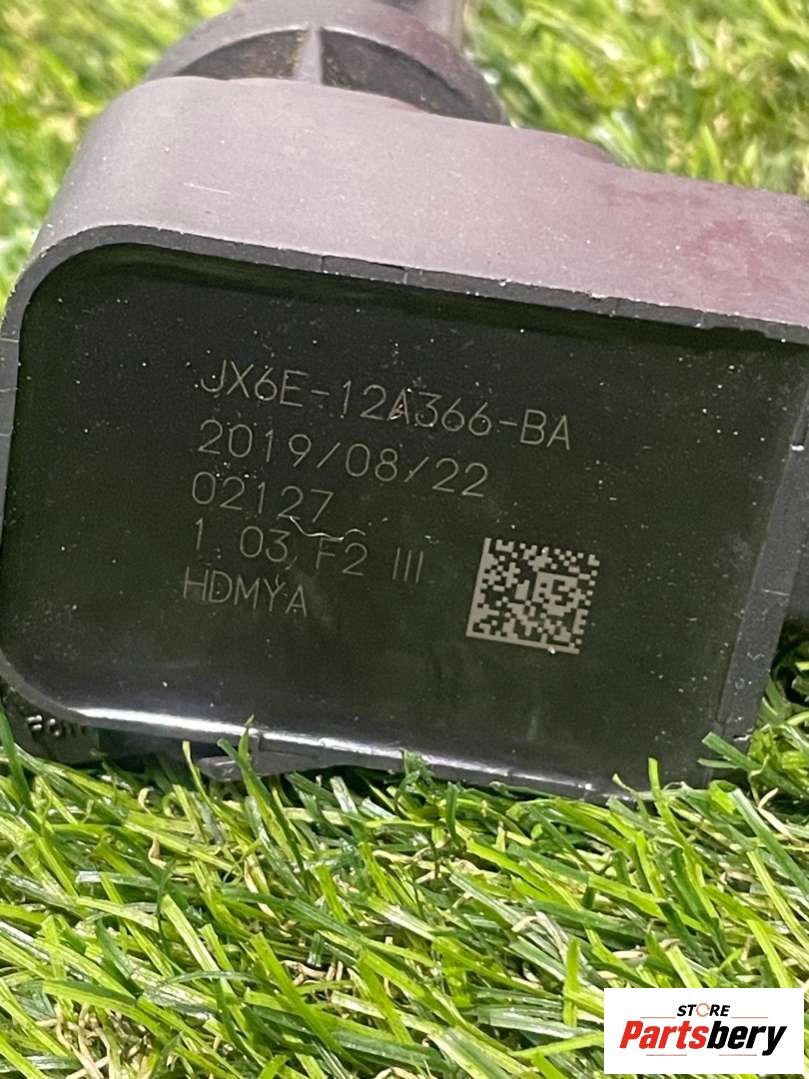 JX6E-12A366-BA
2019/08/22
02127
1 03 F2 III
HDMYA
STORE
Partsbery